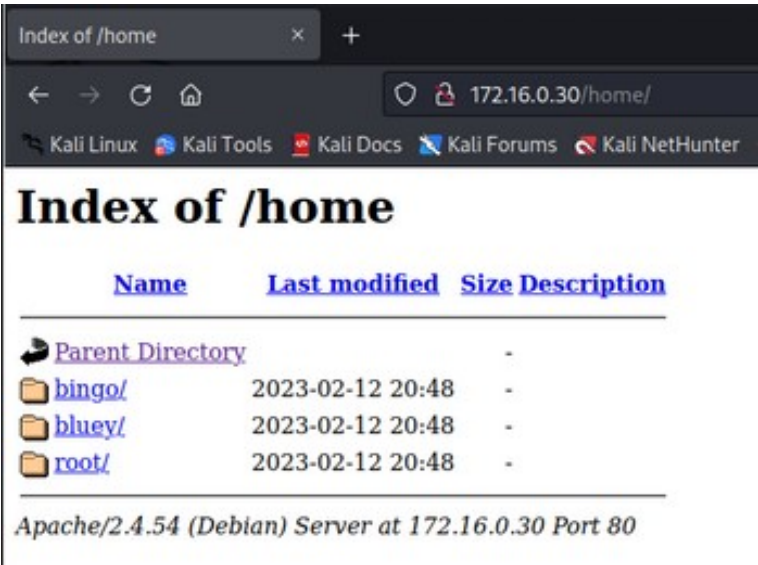 Index of /home
172.16.0.30/home/
Kali Linux Kali Tools Kali Docs Kali Forums Kali NetHunter
Index of /home
Name Last modified Size Description
Parent Directory -
bingo/ 2023-02-12 20:48 -
bluey/ 2023-02-12 20:48 -
root/ 2023-02-12 20:48 -
Apache/2.4.54 (Debian) Server at 172.16.0.30 Port 80